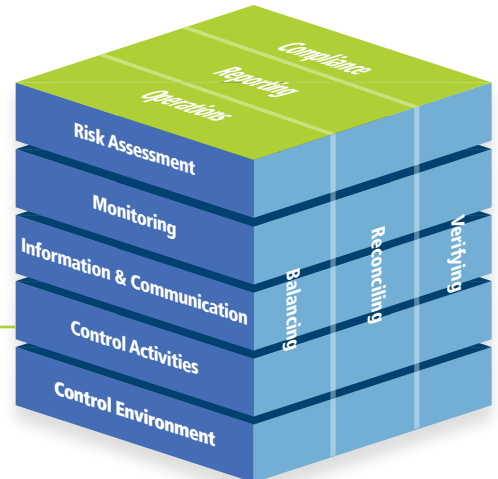 Compliance
Reporting
Operations
Risk Assessment
Monitoring
Information & Communication
Control Activities
Control Environment
Balancing
Reconciling
Verifying